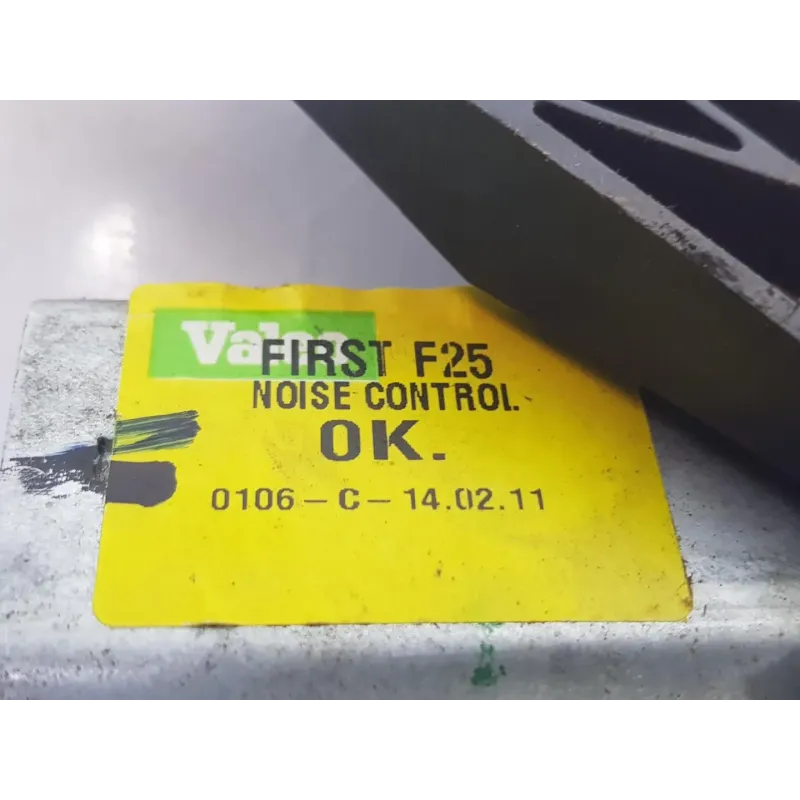 Valeo
FIRST F25
NOISE CONTROL.
OK.
0106-C-14.02.11